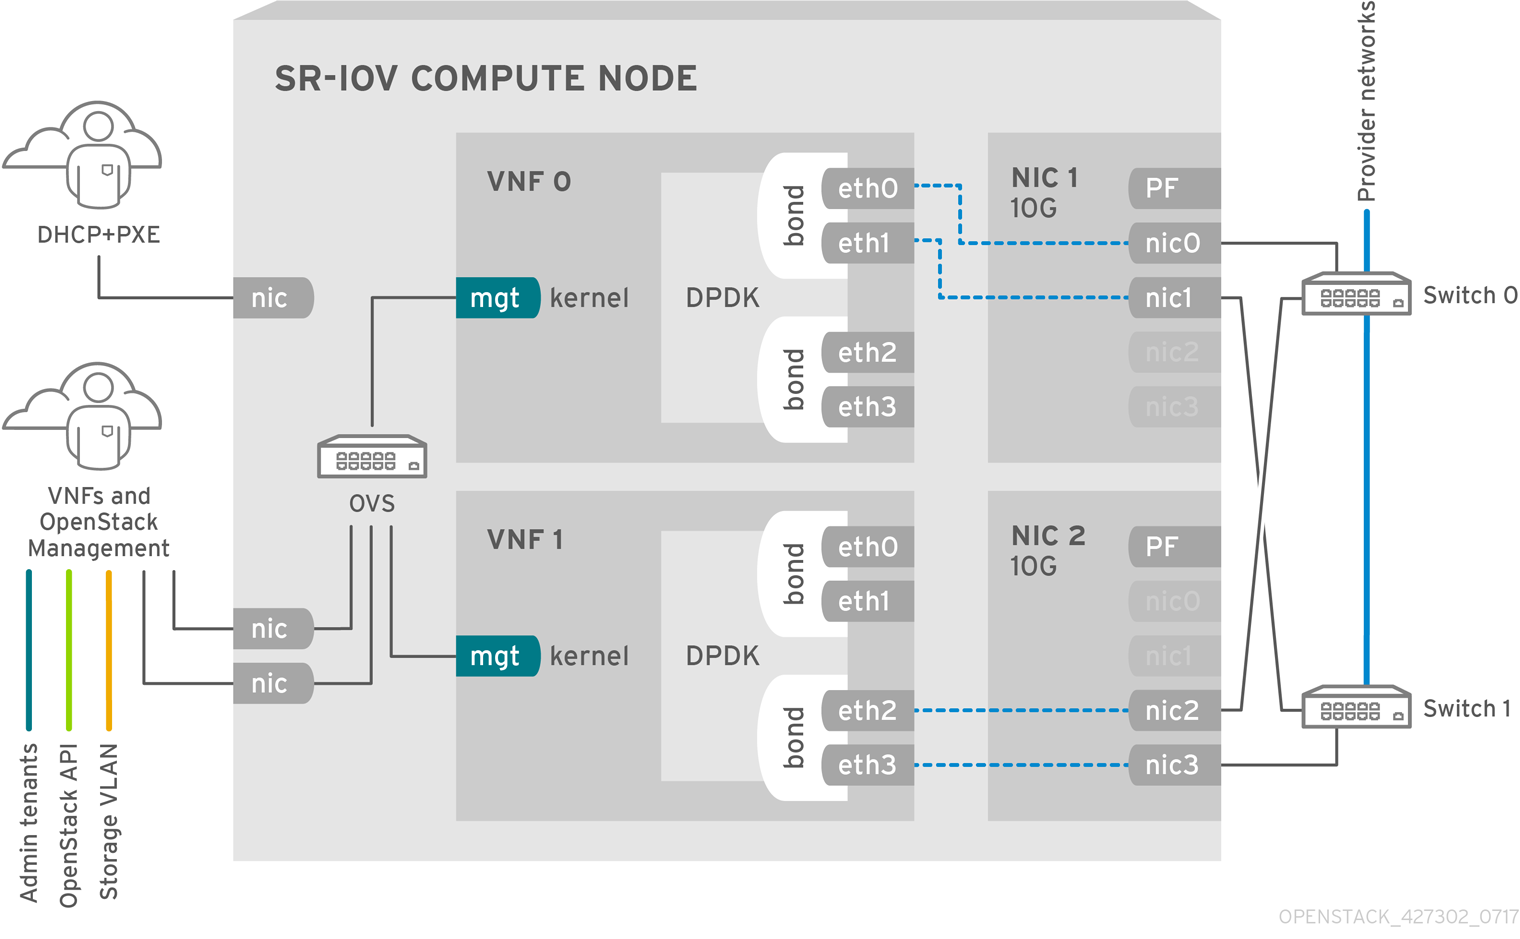 SR-IOV COMPUTE NODE
DHCP+PXE
nic
VNFs and
OpenStack
Management
Admin tenants
OpenStack API
Storage VLAN
nic
nic
OVS
VNF 0
mgt
kernel
DPDK
bond
eth0
eth1
bond
eth2
eth3
VNF 1
mgt
kernel
DPDK
bond
eth0
eth1
bond
eth2
eth3
NIC 1
10G
PF
nic0
nic1
nic2
nic3
NIC 2
10G
PF
nic0
nic1
nic2
nic3
Provider networks
Switch 0
Switch 1
OPENSTACK_427302_0717